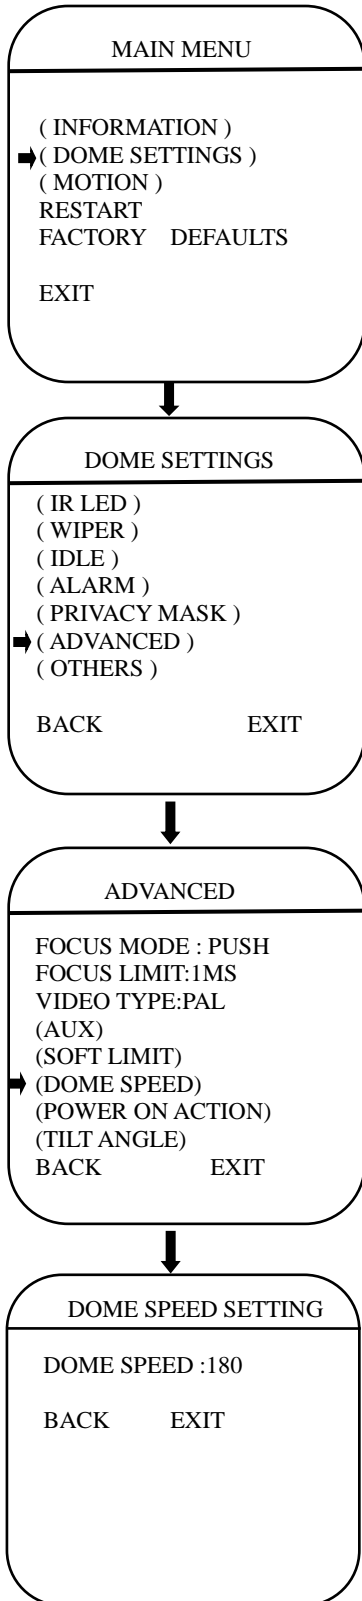 MAIN MENU
( INFORMATION )
( DOME SETTINGS )
( MOTION )
RESTART
FACTORY DEFAULTS
EXIT
DOME SETTINGS
( IR LED )
( WIPER )
( IDLE )
( ALARM )
( PRIVACY MASK )
( ADVANCED )
( OTHERS )
BACK EXIT
ADVANCED
FOCUS MODE : PUSH
FOCUS LIMIT:1MS
VIDEO TYPE:PAL
(AUX)
(SOFT LIMIT)
(DOME SPEED)
(POWER ON ACTION)
(TILT ANGLE)
BACK EXIT
DOME SPEED SETTING
DOME SPEED :180
BACK EXIT